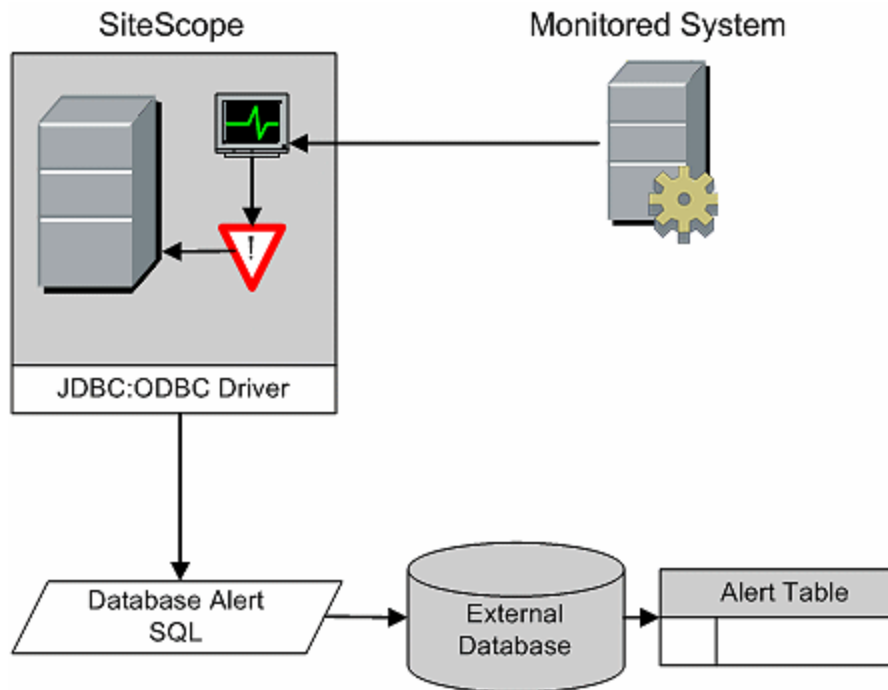 SiteScope
Monitored System
!
JDBC:ODBC Driver
Database Alert
SQL
External
Database
Alert Table